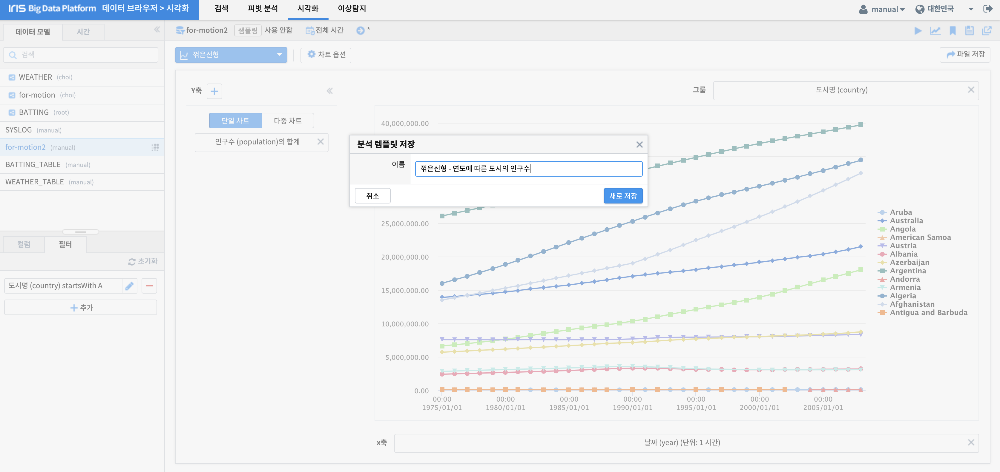 IRIS Big Data Platform 데이터 브라우저 > 시각화
검색 피벗 분석 시각화 이상탐지
manual 대한민국
데이터 모델 시간
for-motion2 샘플링 사용 안함 전체 시간 *
검색
꺾은선형 차트 옵션 파일 저장
WEATHER (choi)
for-motion (choi)
BATTING (root)
SYSLOG (manual)
for-motion2 (manual)
BATTING_TABLE (manual)
WEATHER_TABLE (manual)
컬럼 필터
초기화
도시명 (country) startsWith A
추가
Y축
단일 차트 다중 차트
인구수 (population)의 합계
그룹 도시명 (country)
분석 템플릿 저장
이름 꺾은선형 - 연도에 따른 도시의 인구수
취소 새로 저장
40,000,000.00
25,000,000.00
20,000,000.00
15,000,000.00
10,000,000.00
5,000,000.00
0.00
00:00 00:00 00:00 00:00 00:00 00:00 00:00
1975/01/01 1980/01/01 1985/01/01 1990/01/01 1995/01/01 2000/01/01 2005/01/01
Aruba
Australia
Angola
American Samoa
Austria
Albania
Azerbaijan
Argentina
Andorra
Armenia
Algeria
Afghanistan
Antigua and Barbuda
x축 날짜 (year) (단위: 1 시간)